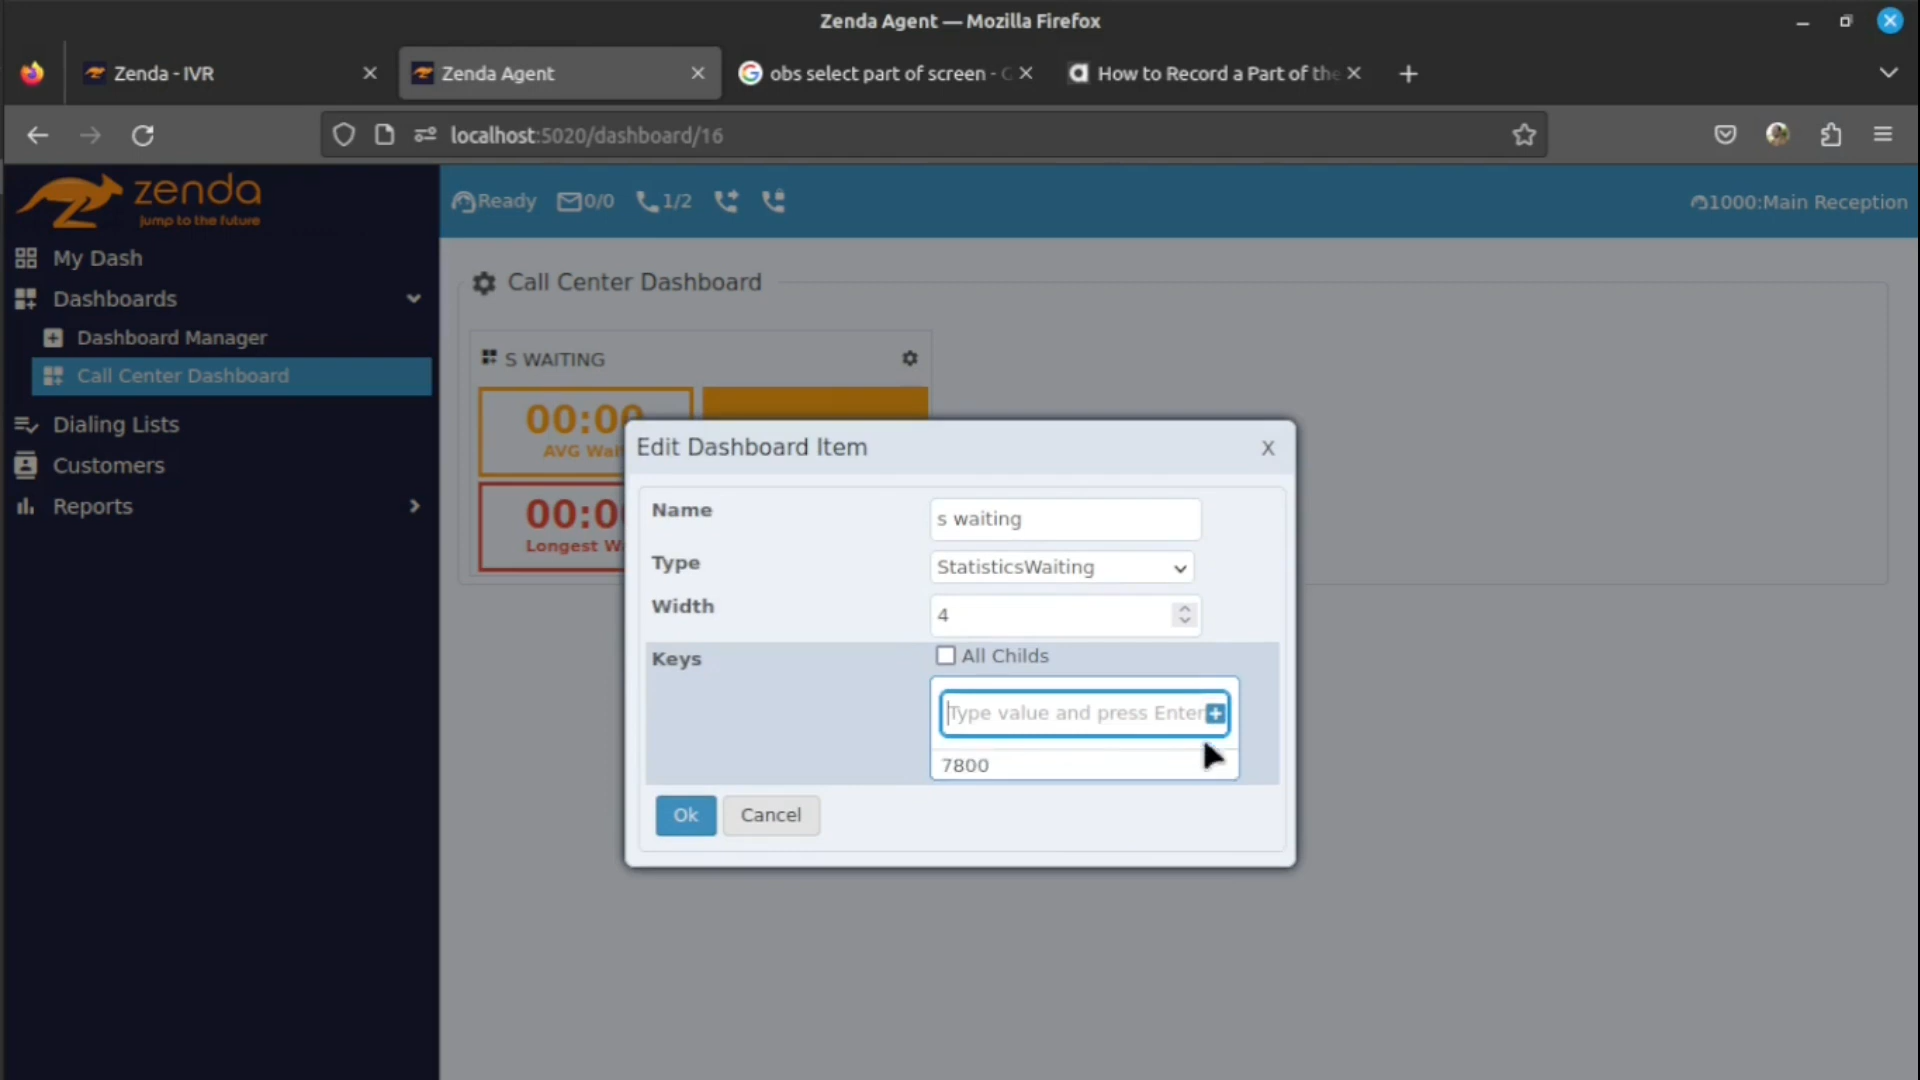 Zenda Agent — Mozilla Firefox
Zenda - IVR
Zenda Agent
obs select part of screen -
How to Record a Part of the
localhost:5020/dashboard/16
zenda
jump to the future
Ready
0/0
1/2
1000:Main Reception
My Dash
Dashboards
Dashboard Manager
Call Center Dashboard
Dialing Lists
Customers
Reports
Call Center Dashboard
S WAITING
00:00
AVG Wai
00:0
Longest W
Edit Dashboard Item
X
Name
s waiting
Type
StatisticsWaiting
Width
4
Keys
All Childs
Type value and press Enter
7800
Ok
Cancel